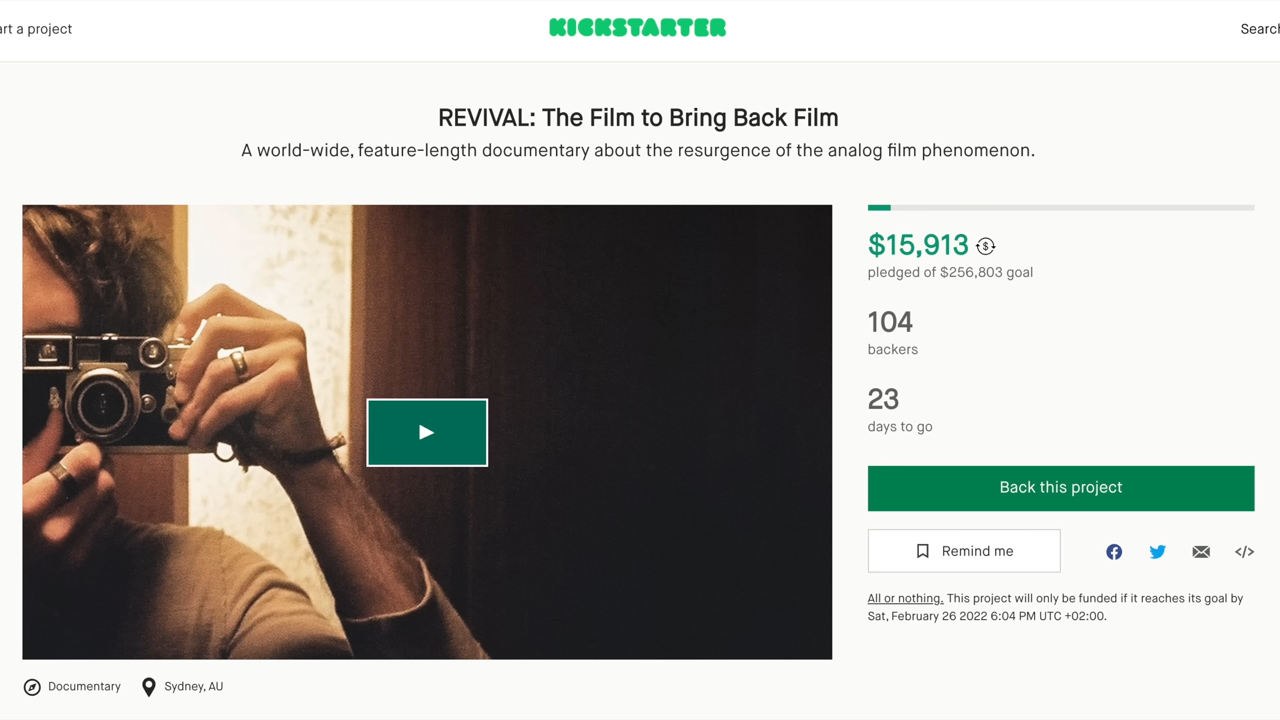 art a project
KICKSTARTER
Search
REVIVAL: The Film to Bring Back Film
A world-wide, feature-length documentary about the resurgence of the analog film phenomenon.
$15,913
pledged of $256,803 goal
104
backers
23
days to go
Back this project
Remind me
All or nothing. This project will only be funded if it reaches its goal by
Sat, February 26 2022 6:04 PM UTC +02:00.
Documentary
Sydney, AU